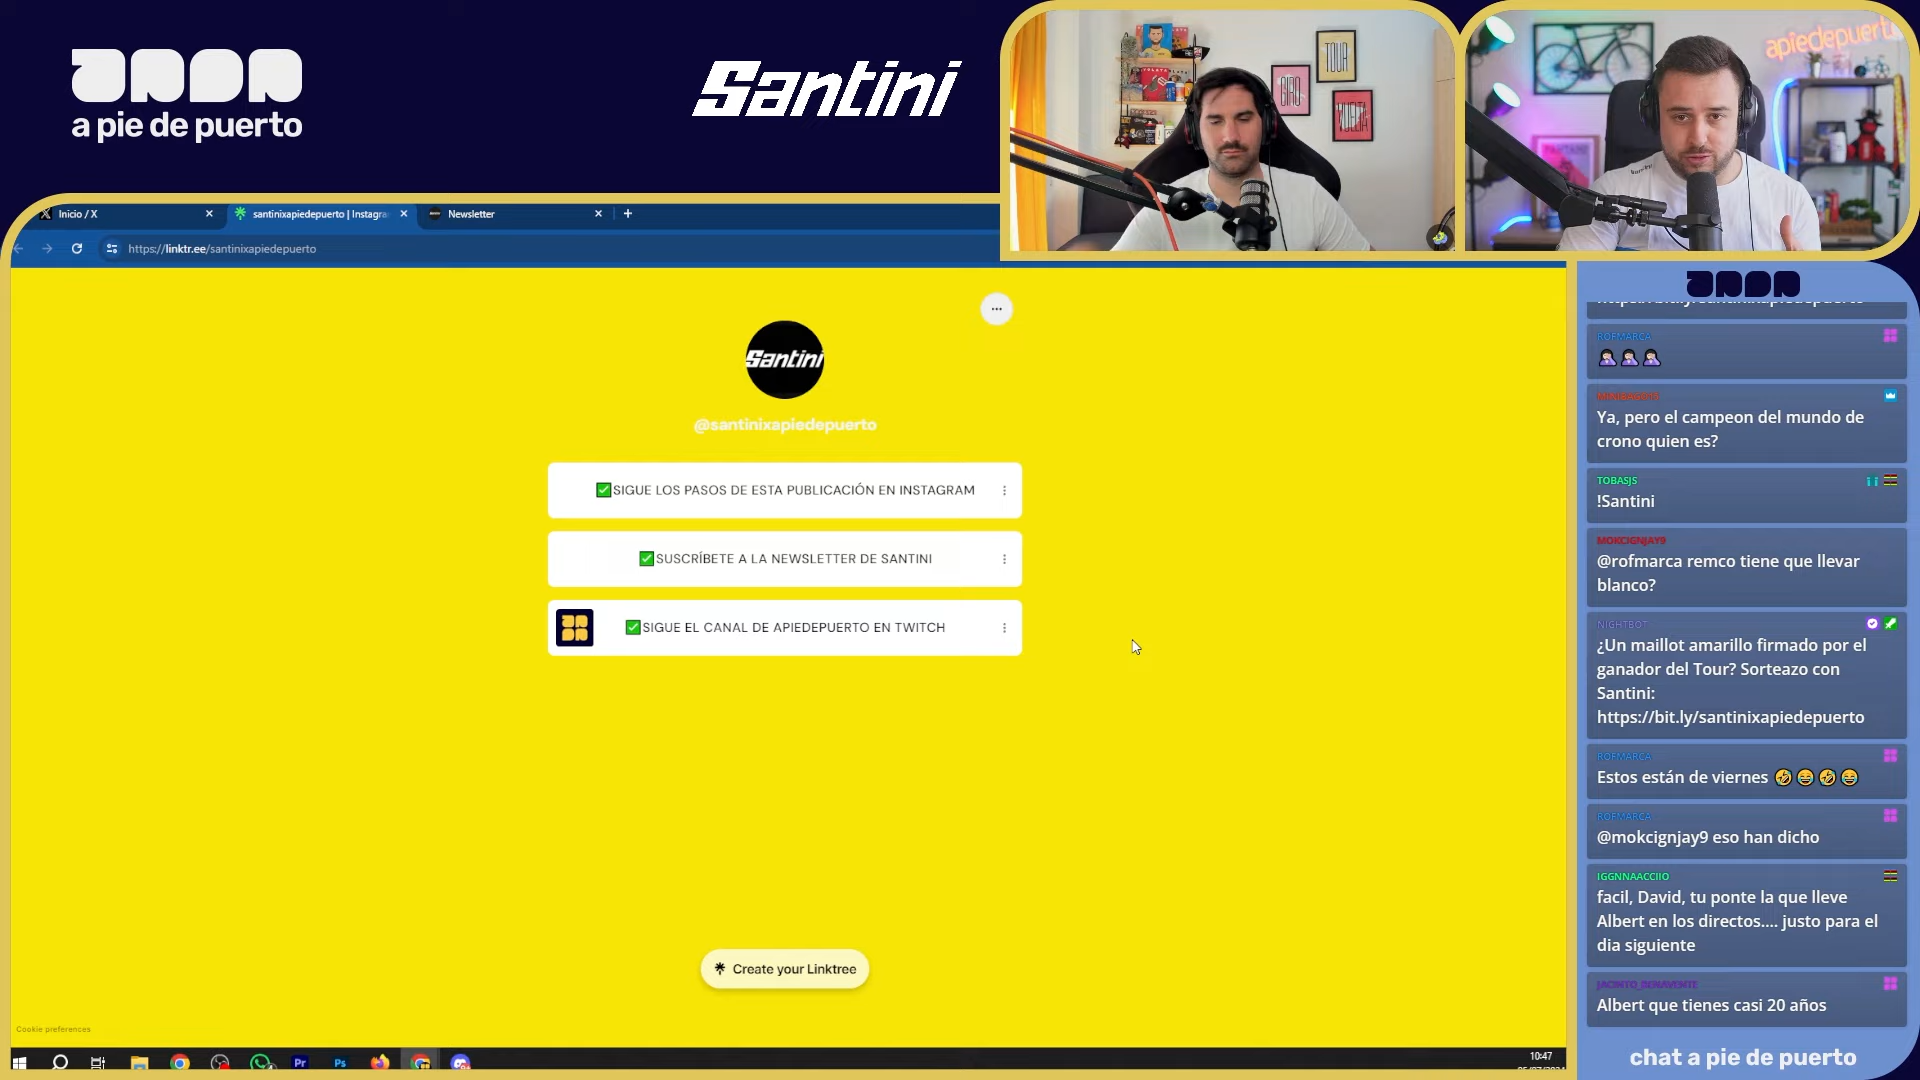 a pie de puerto
Santini
TOUR
GIRO
VUELTA
apiedepuerto
Inicio / X
santinixapiedepuerto | Instagra
Newsletter
https://linktr.ee/santinixapiedepuerto
...
Santini
@santinixapiedepuerto
✅SIGUE LOS PASOS DE ESTA PUBLICACIÓN EN INSTAGRAM
✅SUSCRÍBETE A LA NEWSLETTER DE SANTINI
✅SIGUE EL CANAL DE APIEDEPUERTO EN TWITCH
Create your Linktree
Cookie preferences
Pr
Ps
10:47
ROFMARCA
🤦🏻‍♀️🤦🏻‍♀️🤦🏻‍♀️
Ya, pero el campeon del mundo de
crono quien es?
TOBASJS
!Santini
MOKCIGNJAY9
@rofmarca remco tiene que llevar
blanco?
NIGHTBOT
¿Un maillot amarillo firmado por el
ganador del Tour? Sorteazo con
Santini:
https://bit.ly/santinixapiedepuerto
ROFMARCA
Estos están de viernes 🤣😂🤣😂
ROFMARCA
@mokcignjay9 eso han dicho
IGGNNAACCIIO
facil, David, tu ponte la que lleve
Albert en los directos.... justo para el
dia siguiente
JACINTO_BENAVENTE
Albert que tienes casi 20 años
chat a pie de puerto